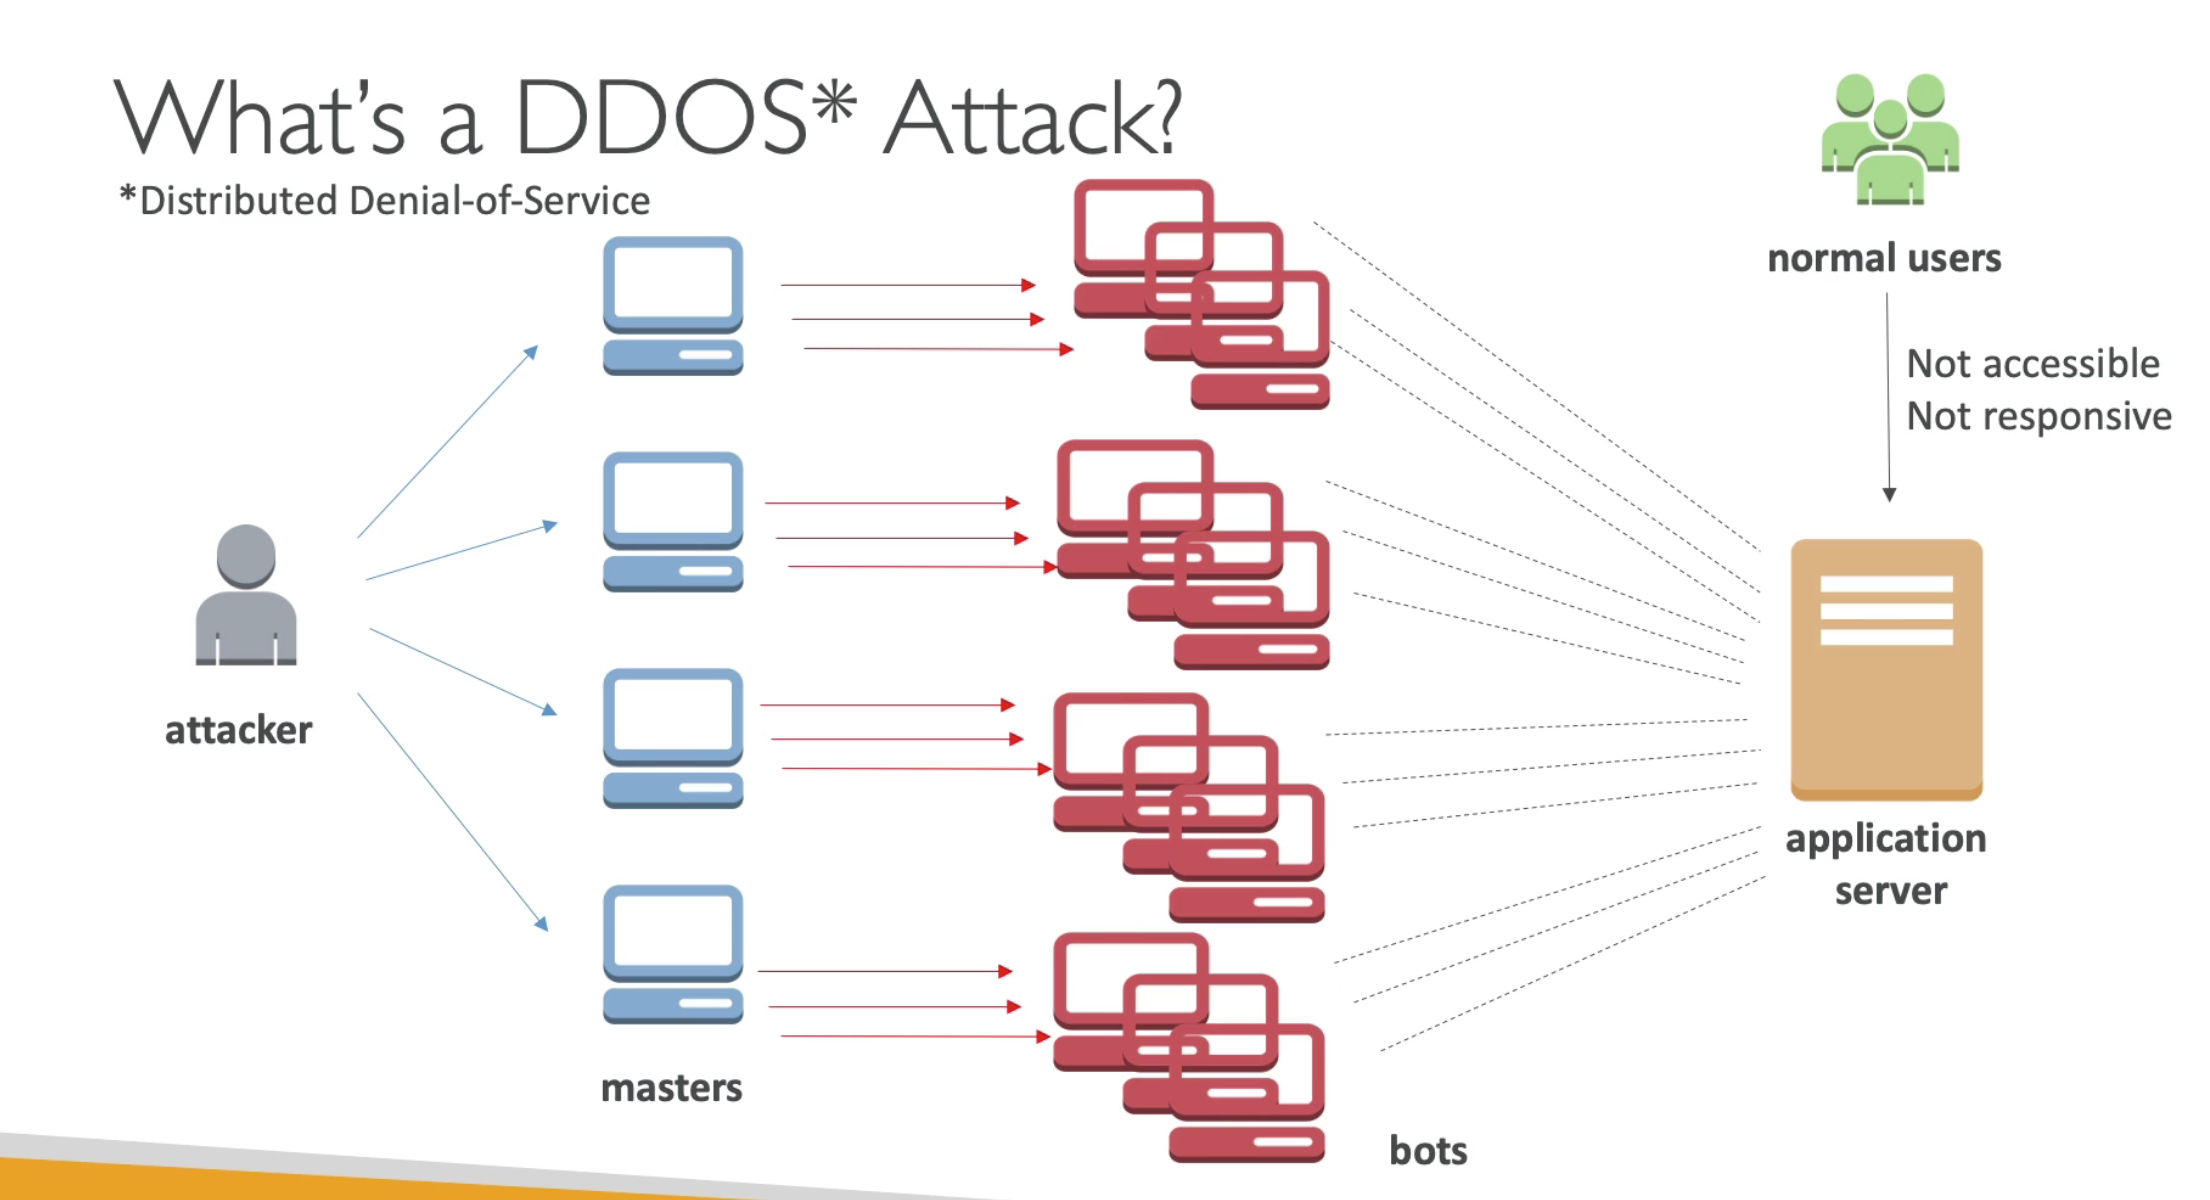 What's a DDOS* Attack?
*Distributed Denial-of-Service
normal users
Not accessible
Not responsive
attacker
application
server
masters
bots